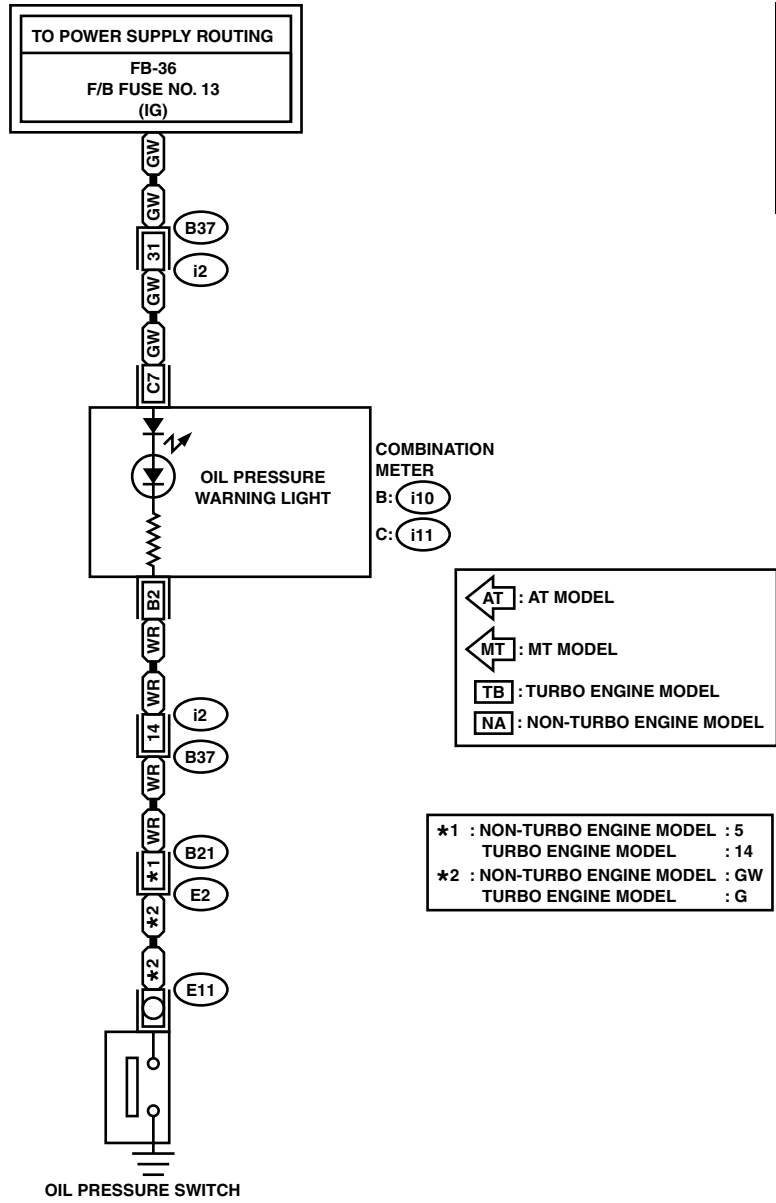 TO POWER SUPPLY ROUTING
FB-36
F/B FUSE NO. 13
(IG)
GW
GW
B37
31
i2
GW
GW
C7
OIL PRESSURE
WARNING LIGHT
COMBINATION
METER
B: i10
C: i11
B2
WR
WR
i2
14
B37
WR
WR
B21
*1
E2
*2
*2
E11
OIL PRESSURE SWITCH
AT : AT MODEL
MT : MT MODEL
TB : TURBO ENGINE MODEL
NA : NON-TURBO ENGINE MODEL
*1 : NON-TURBO ENGINE MODEL : 5
TURBO ENGINE MODEL : 14
*2 : NON-TURBO ENGINE MODEL : GW
TURBO ENGINE MODEL : G